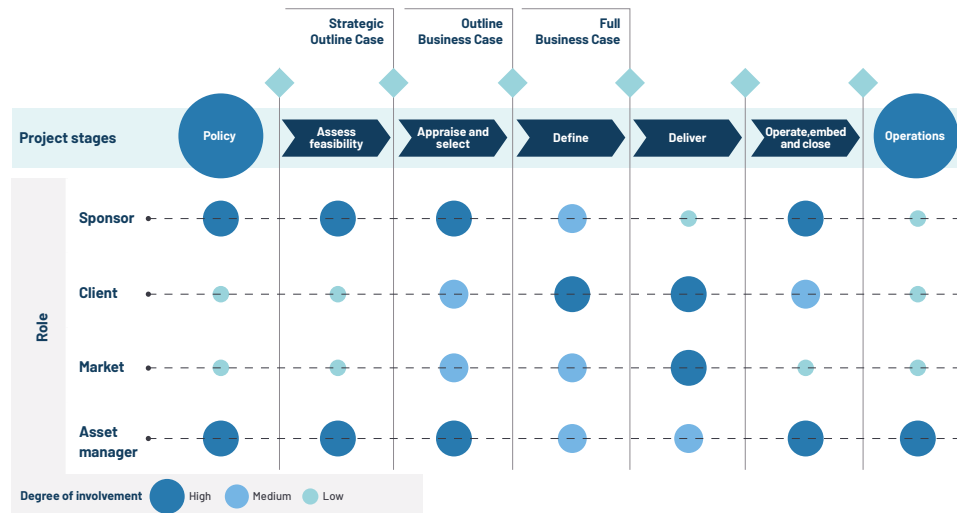 Strategic
Outline Case
Outline
Business Case
Full
Business Case
Project stages
Policy
Assess
feasibility
Appraise and
select
Define
Deliver
Operate,embed
and close
Operations
Role
Sponsor
Client
Market
Asset
manager
Degree of involvement
High
Medium
Low